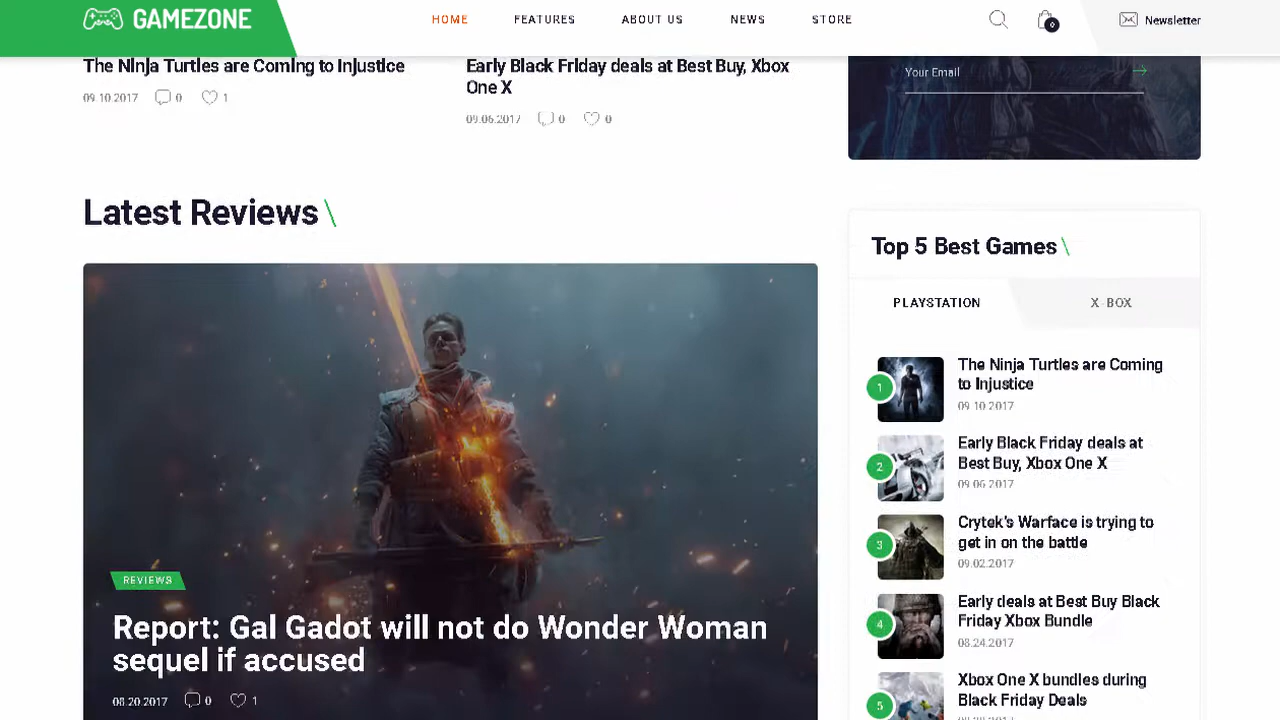 GAMEZONE
HOME
FEATURES
ABOUT US
NEWS
STORE
0
Newsletter
The Ninja Turtles are Coming to Injustice
09.10.2017 0 1
Early Black Friday deals at Best Buy, Xbox
One X
09.06.2017 0 0
Your Email
Latest Reviews \
REVIEWS
Report: Gal Gadot will not do Wonder Woman
sequel if accused
08.20.2017 0 1
Top 5 Best Games \
PLAYSTATION
X-BOX
1
The Ninja Turtles are Coming
to Injustice
09.10.2017
2
Early Black Friday deals at
Best Buy, Xbox One X
09.06.2017
3
Crytek's Warface is trying to
get in on the battle
09.02.2017
4
Early deals at Best Buy Black
Friday Xbox Bundle
08.24.2017
5
Xbox One X bundles during
Black Friday Deals